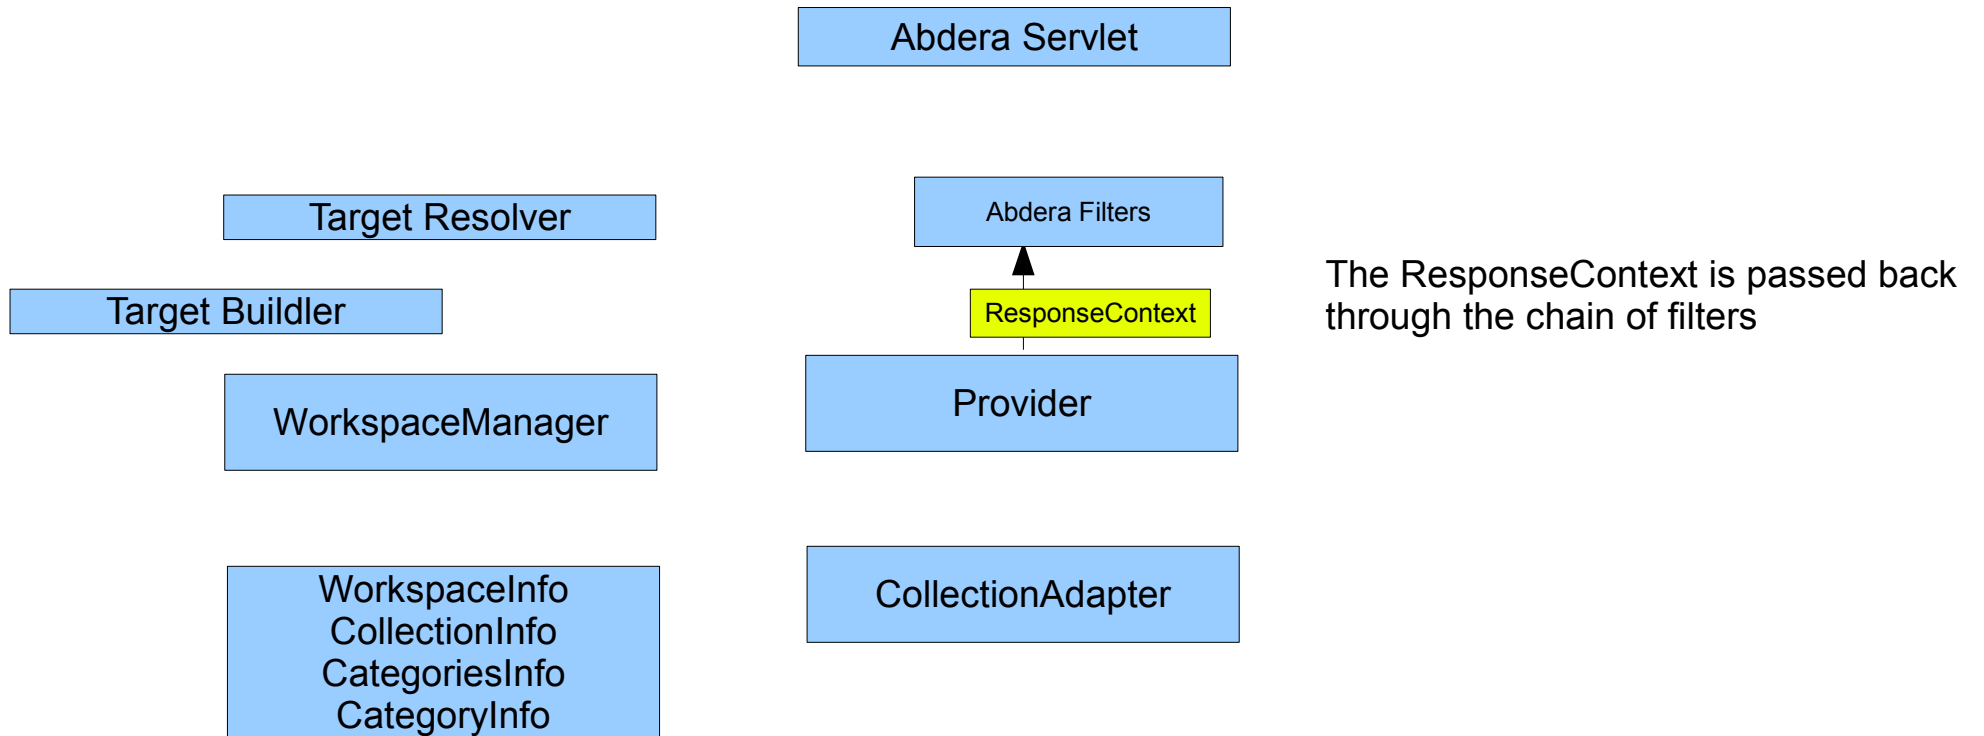 Abdera Servlet
Target Resolver
Abdera Filters
Target Buildler
ResponseContext
The ResponseContext is passed back
through the chain of filters
WorkspaceManager
Provider
WorkspaceInfo
CollectionInfo
CategoriesInfo
CategoryInfo
CollectionAdapter